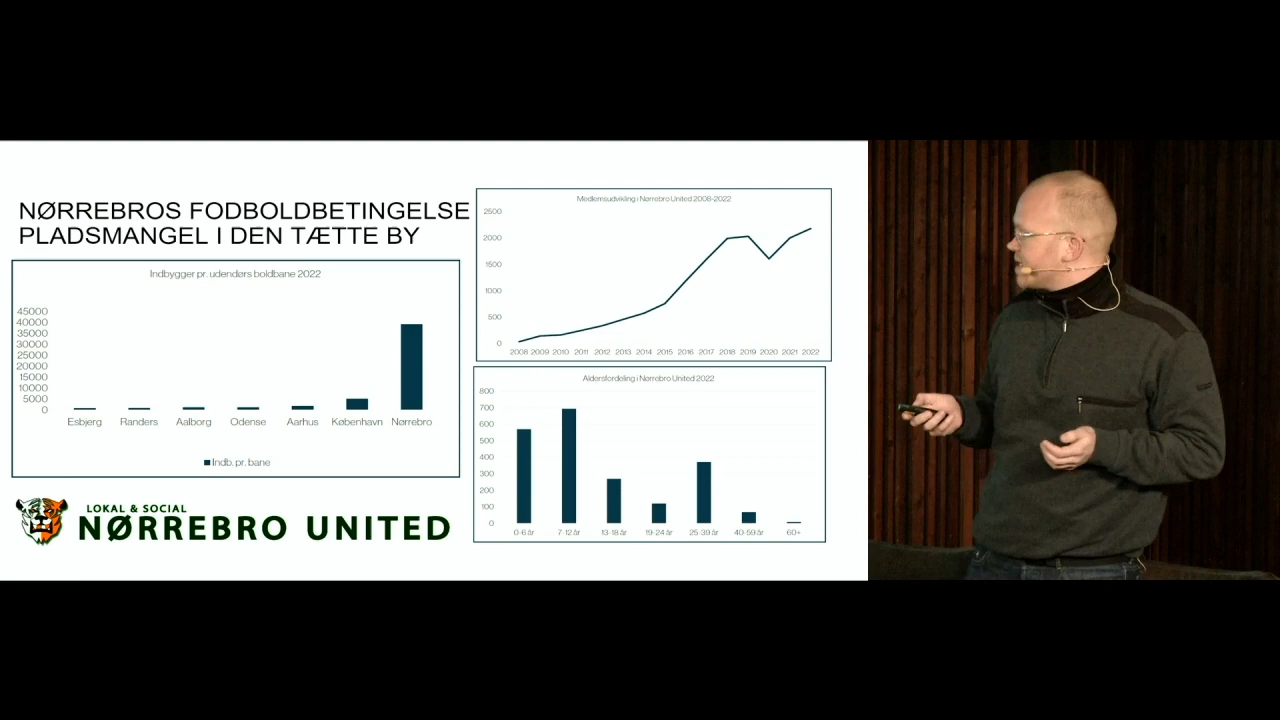 NØRREBROS FODBOLDBETINGELSE
PLADSMANGEL I DEN TÆTTE BY
Indbygger pr. udendørs boldbane 2022
45000
40000
35000
30000
25000
20000
15000
10000
5000
0
Esbjerg Randers Aalborg Odense Aarhus København Nørrebro
Indb. pr. bane
LOKAL & SOCIAL
NØRREBRO UNITED
Medlemsudvikling i Nørrebro United 2008-2022
2500
2000
1500
1000
500
0
2008 2009 2010 2011 2012 2013 2014 2015 2016 2017 2018 2019 2020 2021 2022
Aldersfordeling i Nørrebro United 2022
800
700
600
500
400
300
200
100
0
0-6 år 7-12 år 13-18 år 19-24 år 25-39 år 40-59 år 60+